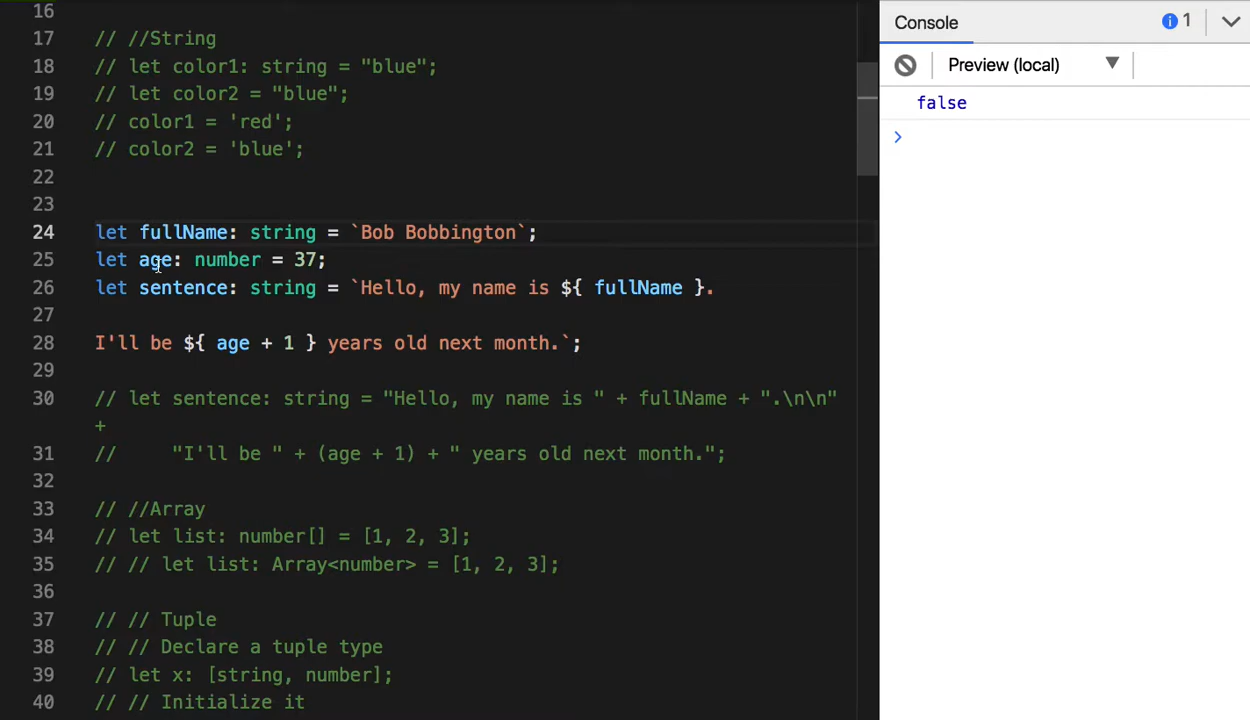 16
17 // //String
18 // let color1: string = "blue";
19 // let color2 = "blue";
20 // color1 = 'red';
21 // color2 = 'blue';
22
23
24 let fullName: string = `Bob Bobbington`;
25 let age: number = 37;
26 let sentence: string = `Hello, my name is ${ fullName }.
27
28 I'll be ${ age + 1 } years old next month.`;
29
30 // let sentence: string = "Hello, my name is " + fullName + ".\n\n"
+
31 //     "I'll be " + (age + 1) + " years old next month.";
32
33 // //Array
34 // let list: number[] = [1, 2, 3];
35 // // let list: Array<number> = [1, 2, 3];
36
37 // // Tuple
38 // // Declare a tuple type
39 // let x: [string, number];
40 // // Initialize it
Console 1
Preview (local)
false